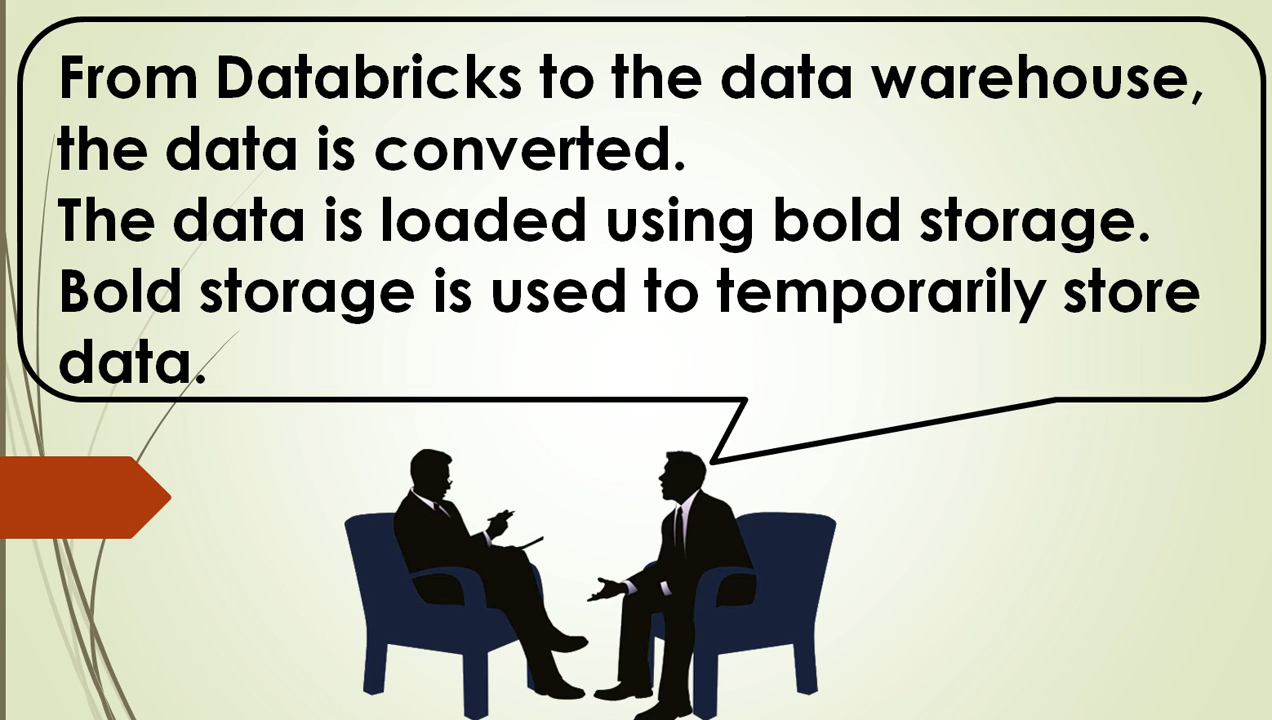 From Databricks to the data warehouse,
the data is converted.
The data is loaded using bold storage.
Bold storage is used to temporarily store
data.